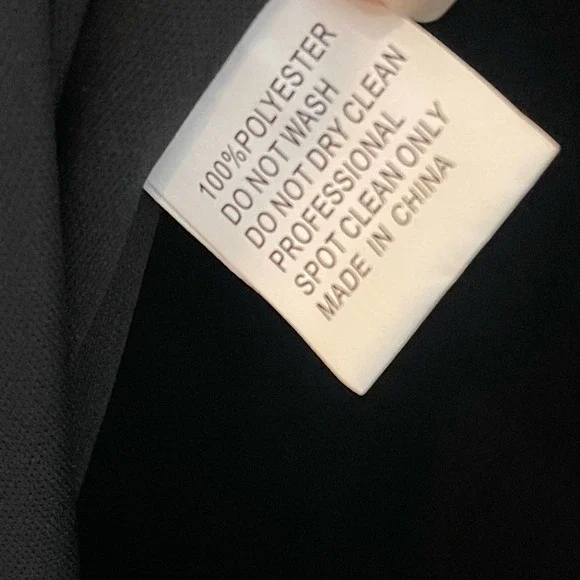 100%POLYESTER
DO NOT WASH
DO NOT DRY CLEAN
PROFESSIONAL
SPOT CLEAN ONLY
MADE IN CHINA